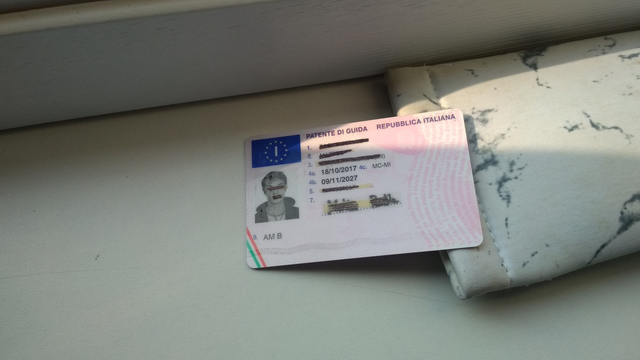 PATENTE DI GUIDA REPUBBLICA ITALIANA
I
1.
2.
3.
4a. 18/10/2017 4c. MC-MI
4b. 09/11/2027
5.
7.
9. AM B